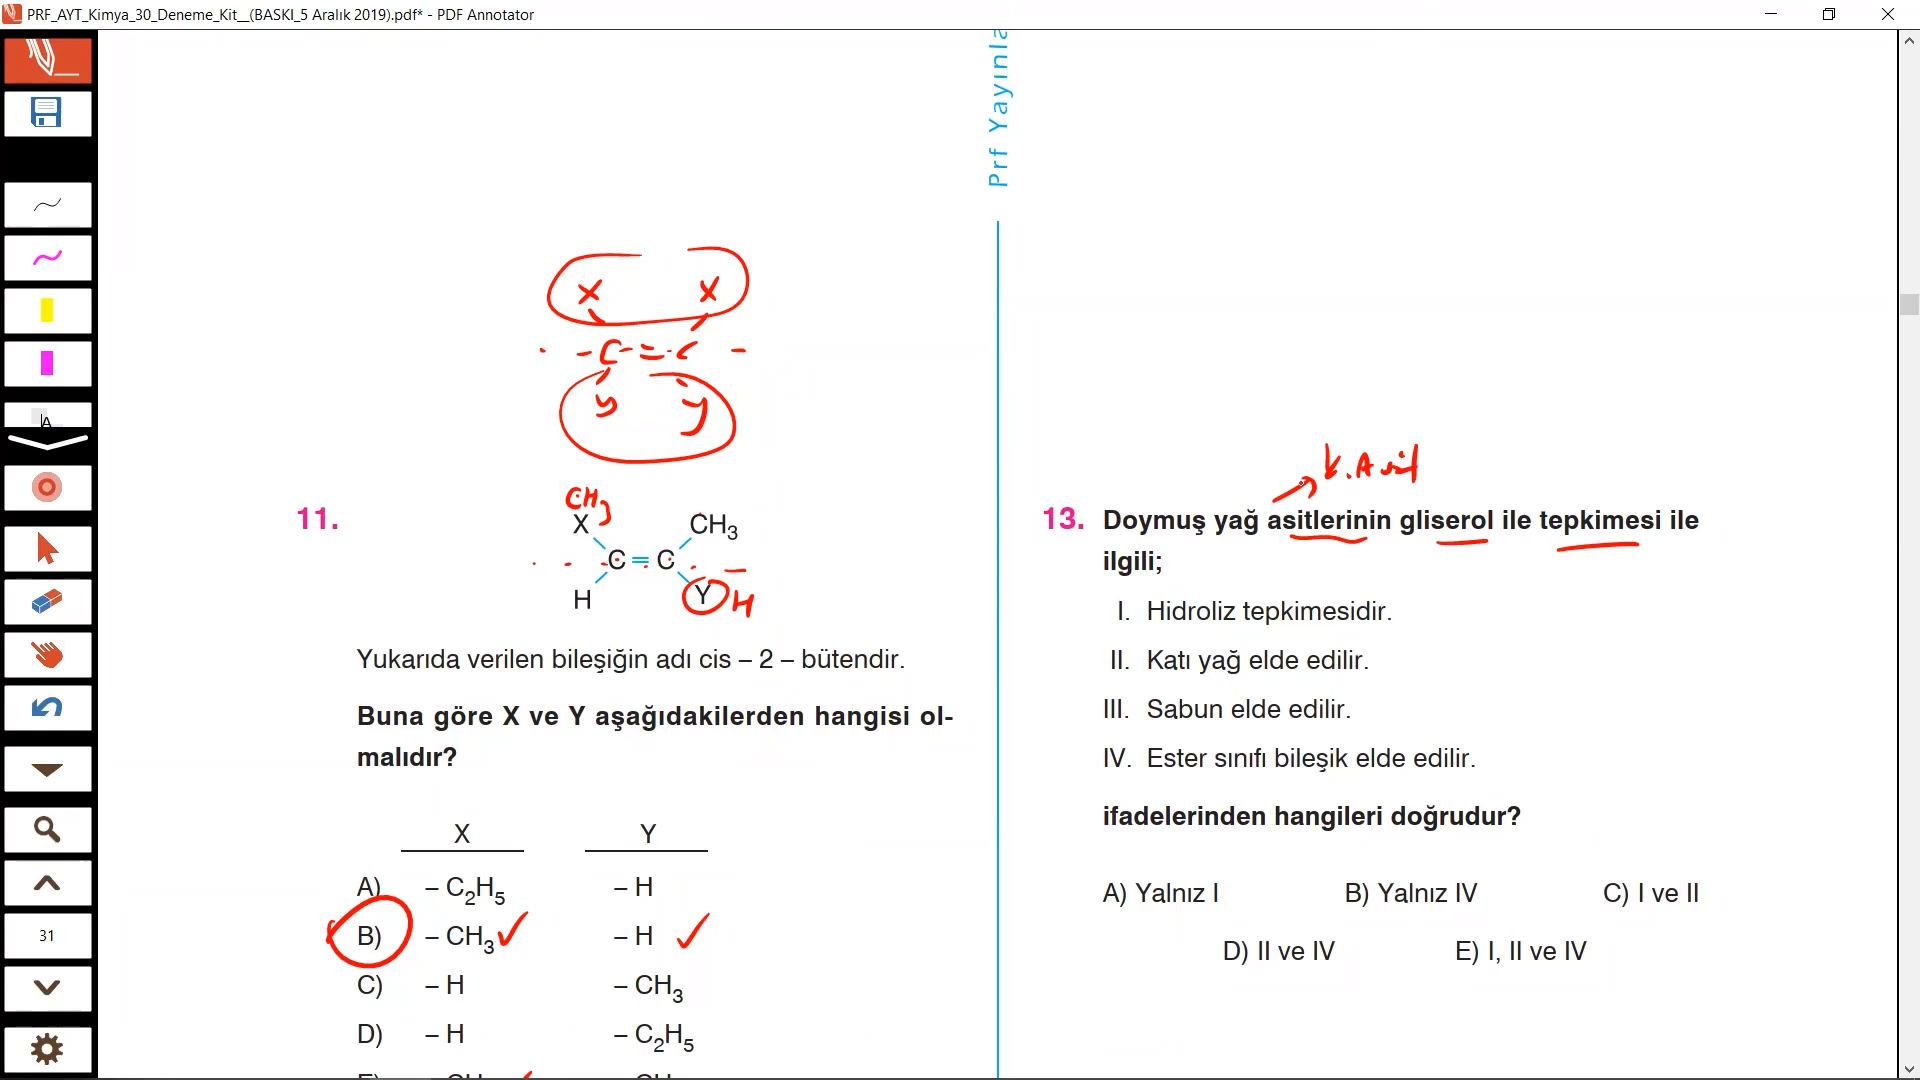 PRF_AYT_Kimya_30_Deneme_Kit__(BASKI_5 Aralık 2019).pdf* - PDF Annotator
A
31
Prf Yayınla
X X
C = C
y y
CH3
11.
X CH3
C = C
H Y H
Yukarıda verilen bileşiğin adı cis – 2 – bütendir.
Buna göre X ve Y aşağıdakilerden hangisi ol-
malıdır?
X Y
A) – C2H5 – H
B) – CH3 – H
C) – H – CH3
D) – H – C2H5
K.Asit
13. Doymuş yağ asitlerinin gliserol ile tepkimesi ile
ilgili;
I. Hidroliz tepkimesidir.
II. Katı yağ elde edilir.
III. Sabun elde edilir.
IV. Ester sınıfı bileşik elde edilir.
ifadelerinden hangileri doğrudur?
A) Yalnız I B) Yalnız IV C) I ve II
D) II ve IV E) I, II ve IV